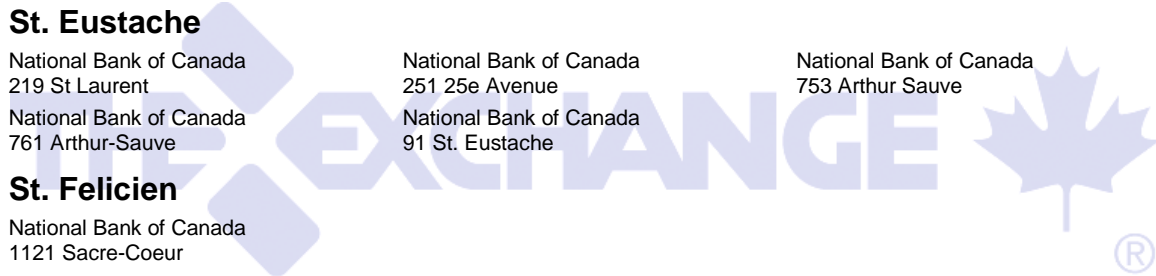 St. Eustache
National Bank of Canada
219 St Laurent
National Bank of Canada
251 25e Avenue
National Bank of Canada
753 Arthur Sauve
National Bank of Canada
761 Arthur-Sauve
National Bank of Canada
91 St. Eustache
St. Felicien
National Bank of Canada
1121 Sacre-Coeur
THE EXCHANGE
®